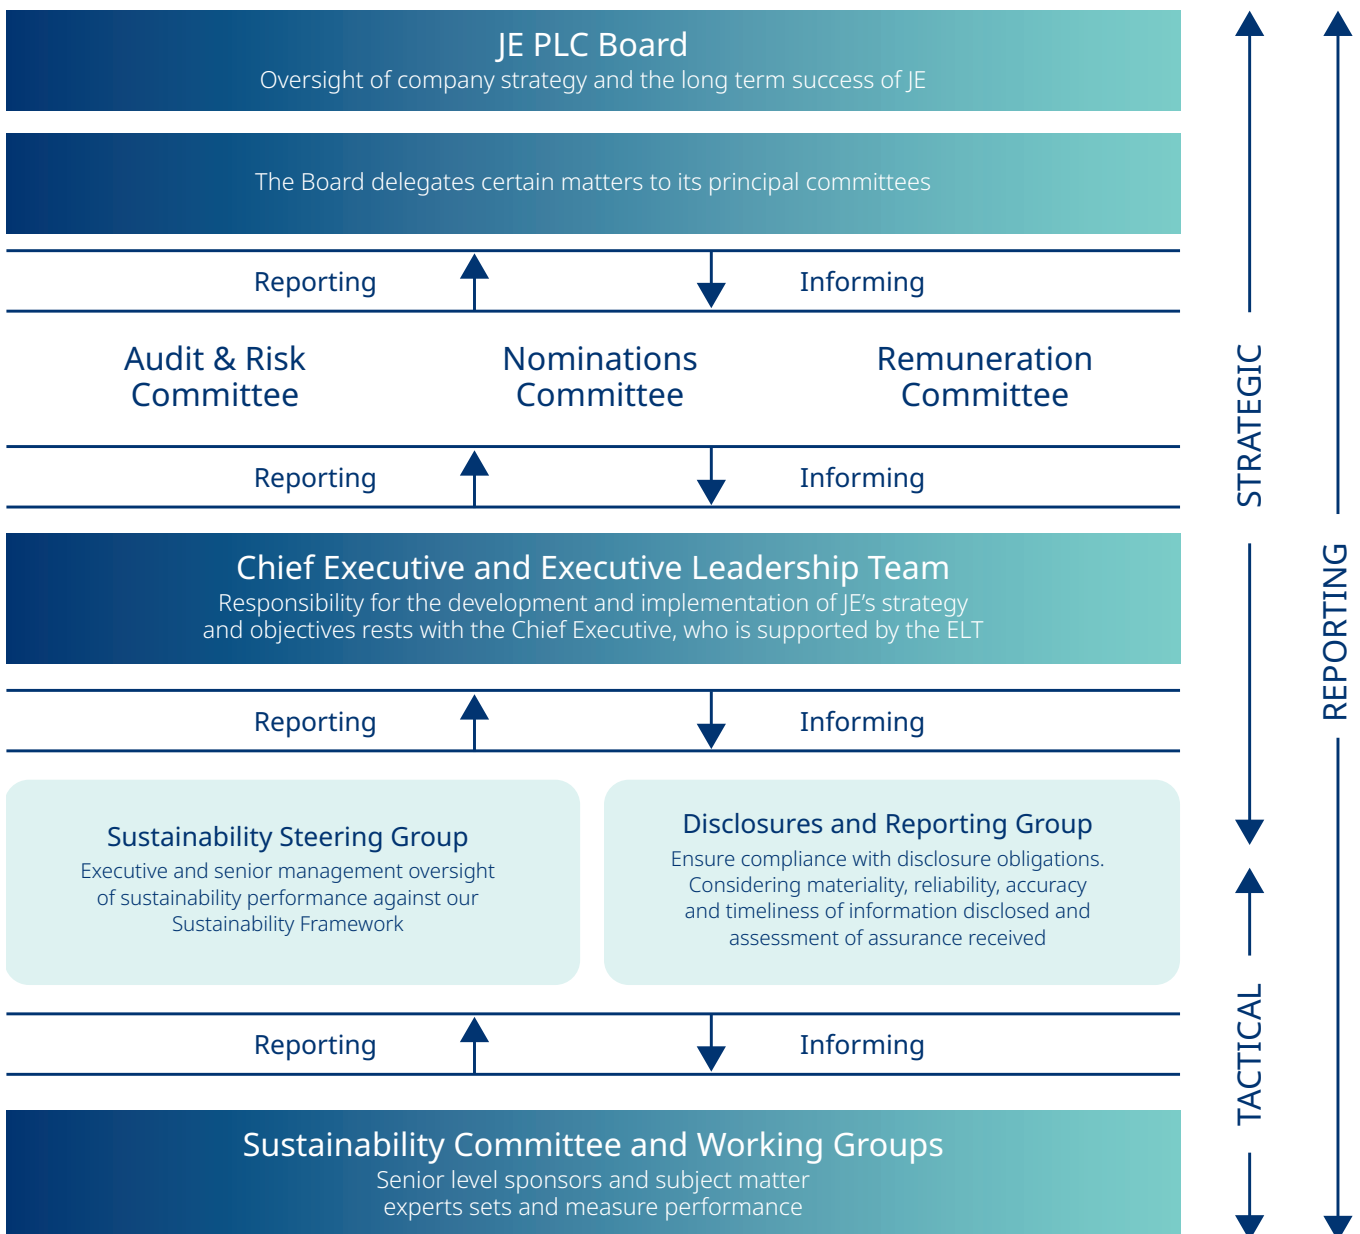 JE PLC Board
Oversight of company strategy and the long term success of JE
The Board delegates certain matters to its principal committees
Reporting
Informing
Audit & Risk
Committee
Nominations
Committee
Remuneration
Committee
Reporting
Informing
Chief Executive and Executive Leadership Team
Responsibility for the development and implementation of JE’s strategy
and objectives rests with the Chief Executive, who is supported by the ELT
Reporting
Informing
Sustainability Steering Group
Executive and senior management oversight
of sustainability performance against our
Sustainability Framework
Disclosures and Reporting Group
Ensure compliance with disclosure obligations.
Considering materiality, reliability, accuracy
and timeliness of information disclosed and
assessment of assurance received
Reporting
Informing
Sustainability Committee and Working Groups
Senior level sponsors and subject matter
experts sets and measure performance
STRATEGIC
TACTICAL
REPORTING